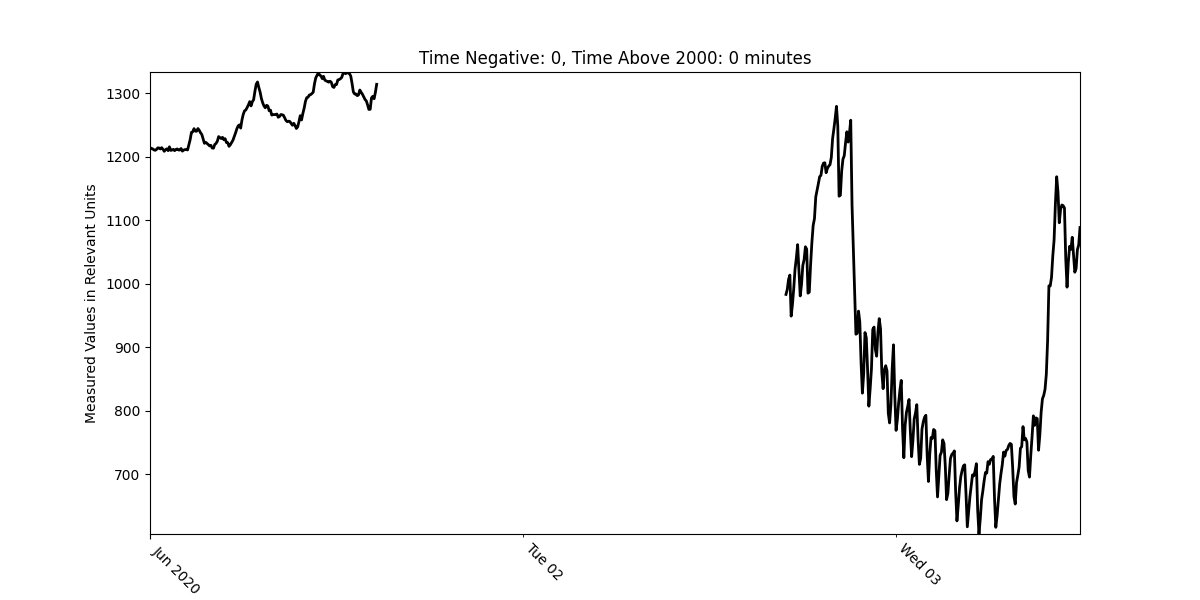 Time Negative: 0, Time Above 2000: 0 minutes
Measured Values in Relevant Units
1300
1200
1100
1000
900
800
700
Jun 2020
Tue 02
Wed 03